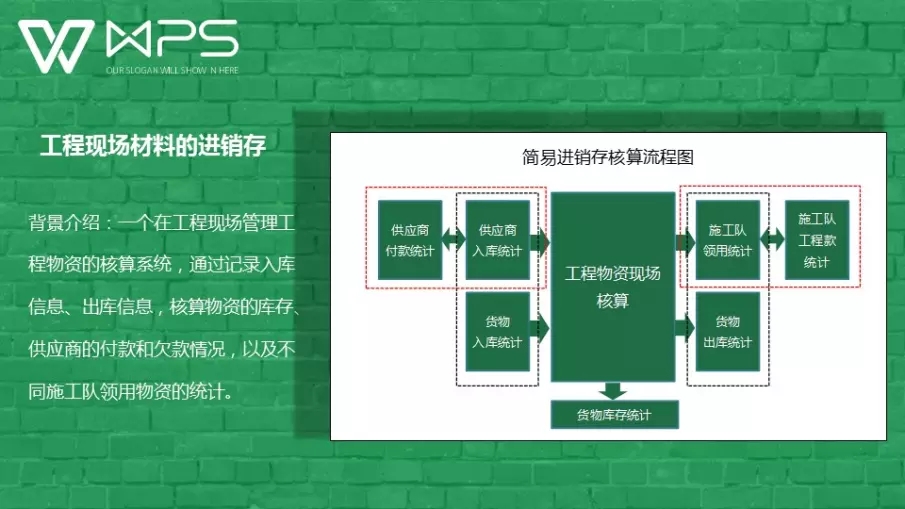 WPS
OUR SLOGAN WILL SHOW IN HERE
工程现场材料的进销存
背景介绍：一个在工程现场管理工
程物资的核算系统，通过记录入库
信息、出库信息，核算物资的库存、
供应商的付款和欠款情况，以及不
同施工队领用物资的统计。
简易进销存核算流程图
供应商
付款统计
供应商
入库统计
货物
入库统计
工程物资现场
核算
施工队
领用统计
施工队
工程款
统计
货物
出库统计
货物库存统计